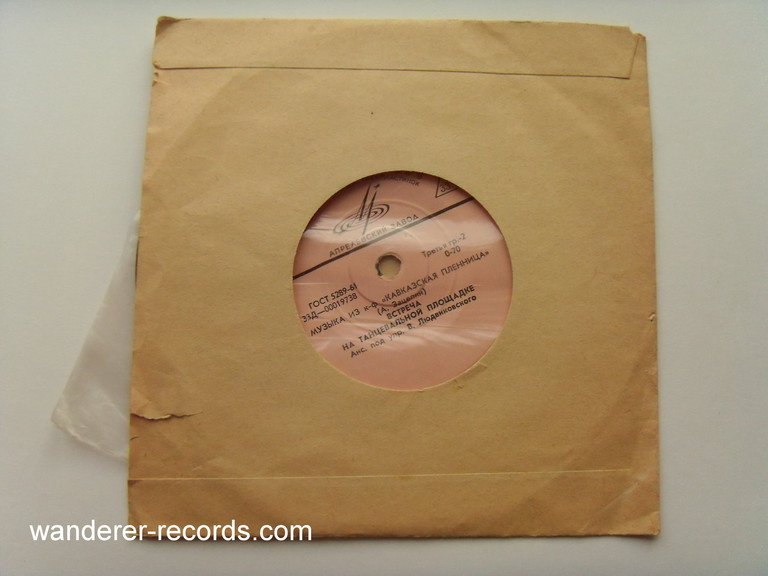 АПРЕЛЕВСКИЙ ЗАВОД
Третья гр.-2
0-70
ГОСТ 5289-61
33Д—00019738
МУЗЫКА ИЗ к-ф «КАВКАЗСКАЯ ПЛЕННИЦА»
(А. Зацепин)
ВСТРЕЧА
НА ТАНЦЕВАЛЬНОЙ ПЛОЩАДКЕ
Анс. под упр. В. Людвиковского
wanderer-records.com